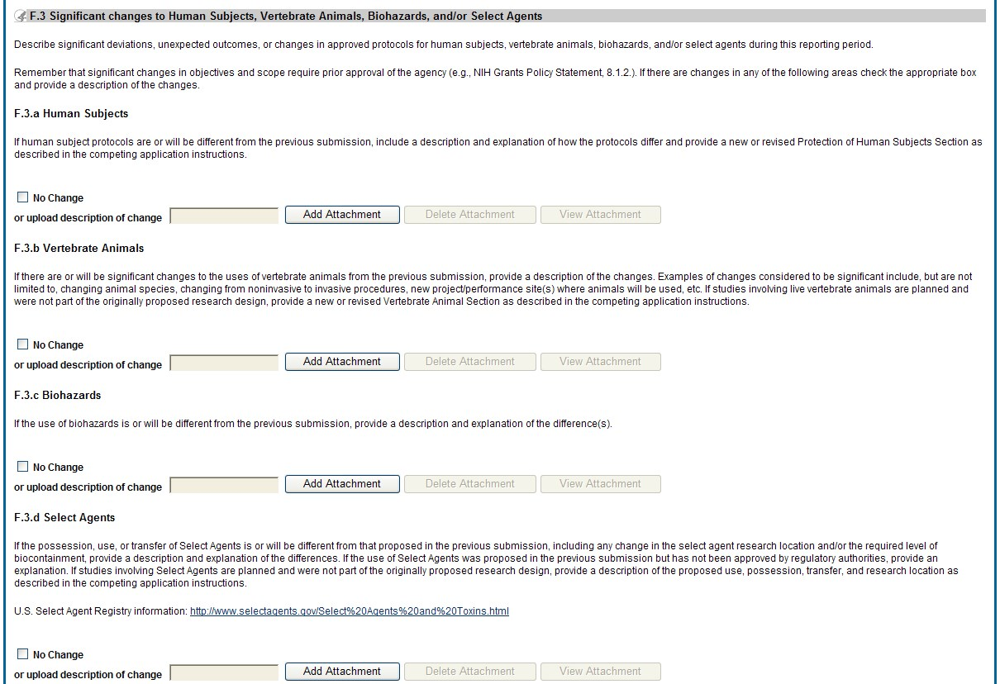 F.3 Significant changes to Human Subjects, Vertebrate Animals, Biohazards, and/or Select Agents
Describe significant deviations, unexpected outcomes, or changes in approved protocols for human subjects, vertebrate animals, biohazards, and/or select agents during this reporting period.
Remember that significant changes in objectives and scope require prior approval of the agency (e.g., NIH Grants Policy Statement, 8.1.2.). If there are changes in any of the following areas check the appropriate box
and provide a description of the changes.
F.3.a Human Subjects
If human subject protocols are or will be different from the previous submission, include a description and explanation of how the protocols differ and provide a new or revised Protection of Human Subjects Section as
described in the competing application instructions.
No Change
or upload description of change Add Attachment Delete Attachment View Attachment
F.3.b Vertebrate Animals
If there are or will be significant changes to the uses of vertebrate animals from the previous submission, provide a description of the changes. Examples of changes considered to be significant include, but are not
limited to, changing animal species, changing from noninvasive to invasive procedures, new project/performance site(s) where animals will be used, etc. If studies involving live vertebrate animals are planned and
were not part of the originally proposed research design, provide a new or revised Vertebrate Animal Section as described in the competing application instructions.
No Change
or upload description of change Add Attachment Delete Attachment View Attachment
F.3.c Biohazards
If the use of biohazards is or will be different from the previous submission, provide a description and explanation of the difference(s).
No Change
or upload description of change Add Attachment Delete Attachment View Attachment
F.3.d Select Agents
If the possession, use, or transfer of Select Agents is or will be different from that proposed in the previous submission, including any change in the select agent research location and/or the required level of
biocontainment, provide a description and explanation of the differences. If the use of Select Agents was proposed in the previous submission but has not been approved by regulatory authorities, provide an
explanation. If studies involving Select Agents are planned and were not part of the originally proposed research design, provide a description of the proposed use, possession, transfer, and research location as
described in the competing application instructions.
U.S. Select Agent Registry information: http://www.selectagents.gov/Select%20Agents%20and%20Toxins.html
No Change
or upload description of change Add Attachment Delete Attachment View Attachment